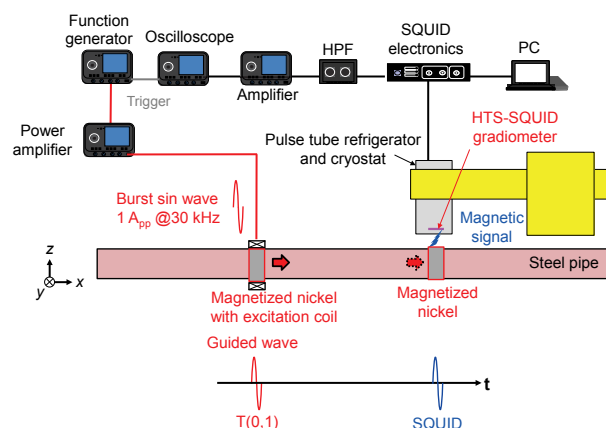 Function
generator
Oscilloscope
HPF
SQUID
electronics
PC
Trigger
Amplifier
HTS-SQUID
gradiometer
Power
amplifier
Pulse tube refrigerator
and cryostat
Burst sin wave
1 App @30 kHz
Magnetic
signal
z
y
x
Steel pipe
Magnetized nickel
with excitation coil
Magnetized
nickel
Guided wave
t
T(0,1)
SQUID